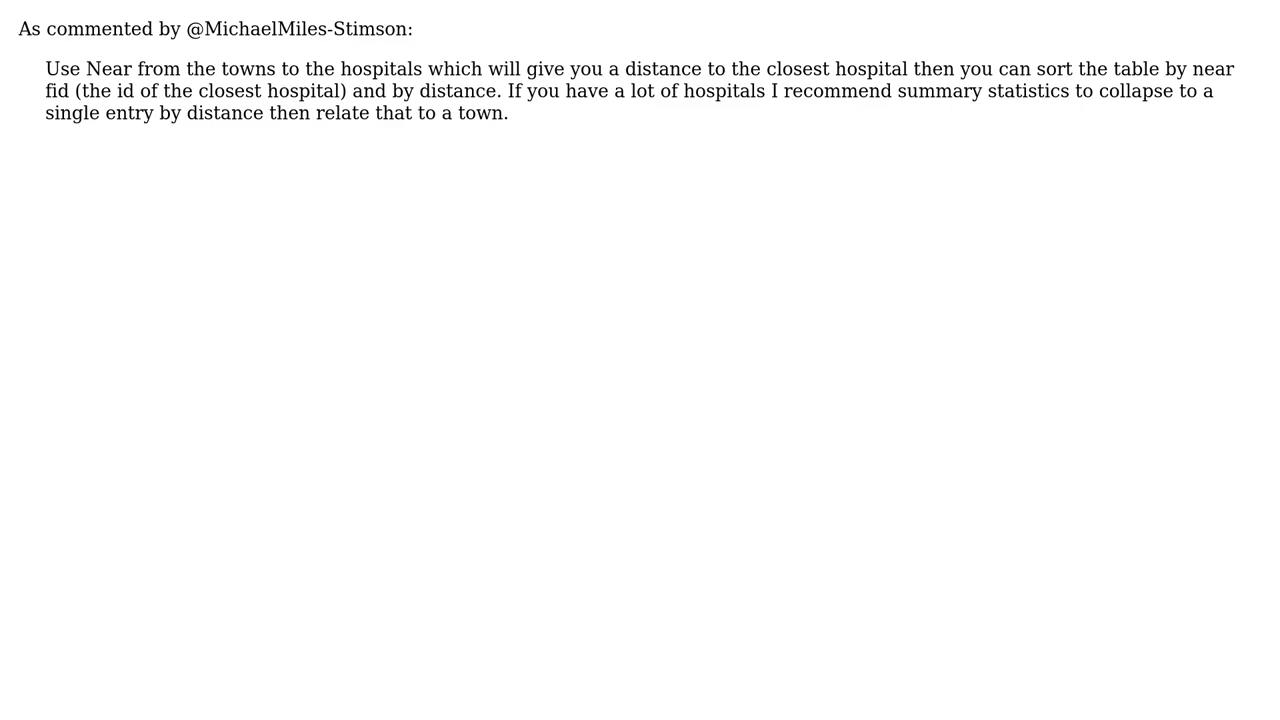 As commented by @MichaelMiles-Stimson:
Use Near from the towns to the hospitals which will give you a distance to the closest hospital then you can sort the table by near
fid (the id of the closest hospital) and by distance. If you have a lot of hospitals I recommend summary statistics to collapse to a
single entry by distance then relate that to a town.